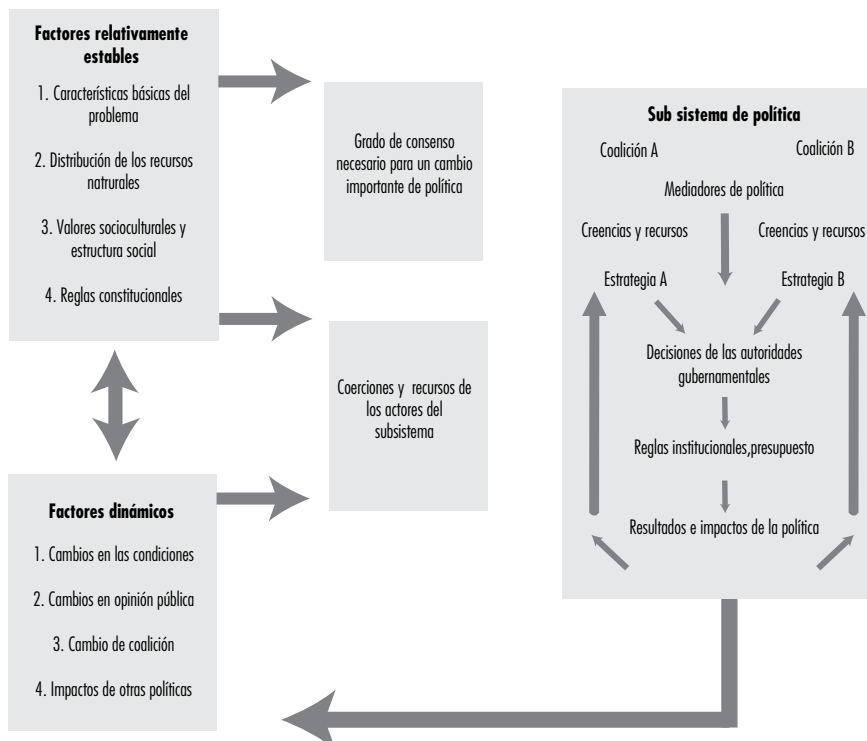 Factores relativamente
estables
1. Características básicas del
problema
2. Distribución de los recursos
natrurales
3. Valores socioculturales y
estructura social
4. Reglas constitucionales
Grado de consenso
necesario para un cambio
importante de política
Coerciones y recursos de
los actores del
subsistema
Factores dinámicos
1. Cambios en las condiciones
2. Cambios en opinión pública
3. Cambio de coalición
4. Impactos de otras políticas
Sub sistema de política
Coalición A
Coalición B
Mediadores de política
Creencias y recursos
Creencias y recursos
Estrategia A
Estrategia B
Decisiones de las autoridades
gubernamentales
Reglas institucionales,presupuesto
Resultados e impactos de la política